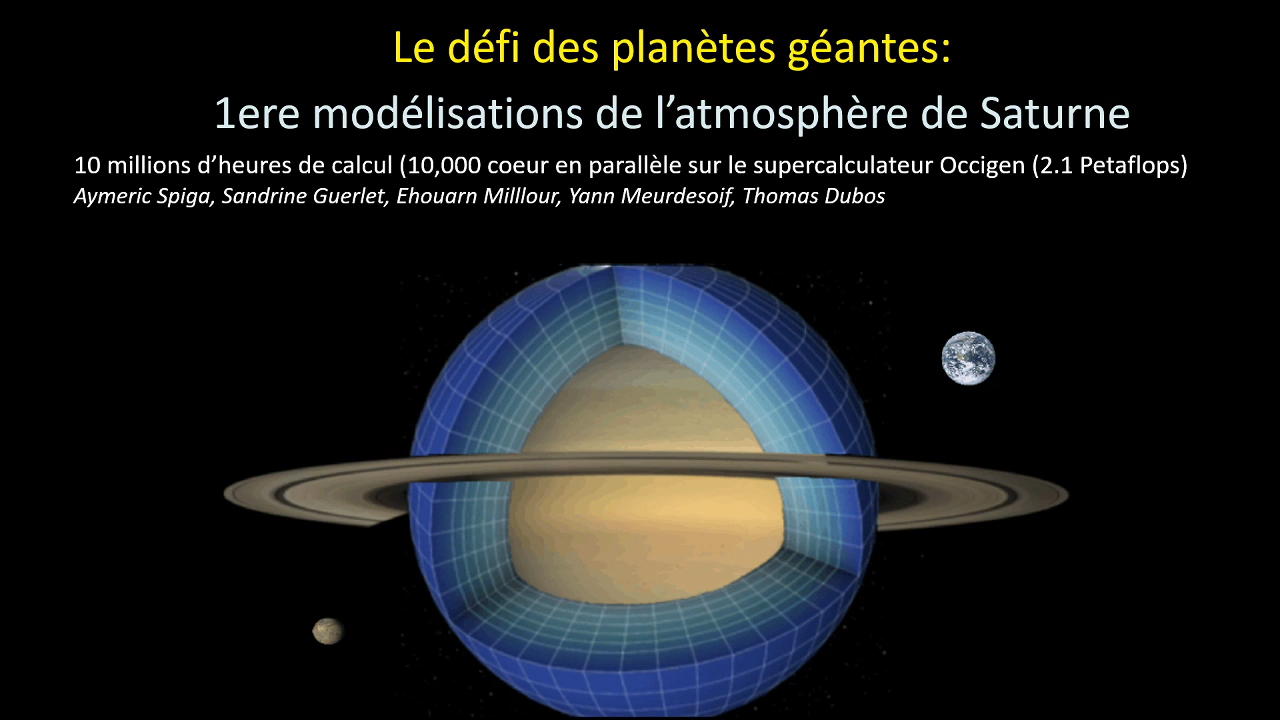 Le défi des planètes géantes:
1ere modélisations de l’atmosphère de Saturne
10 millions d’heures de calcul (10,000 coeur en parallèle sur le supercalculateur Occigen (2.1 Petaflops)
Aymeric Spiga, Sandrine Guerlet, Ehouarn Milllour, Yann Meurdesoif, Thomas Dubos